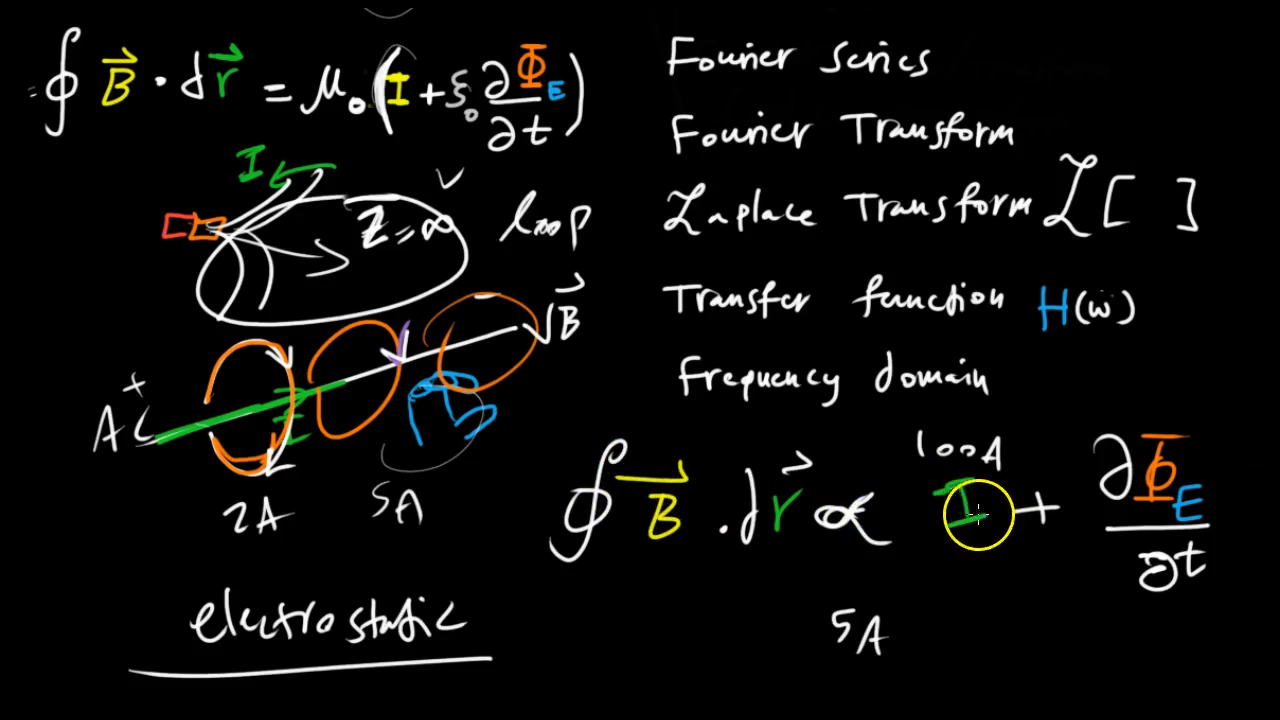 ∮ B⃗ · dr⃗ = μ₀ (I + ξ₀ ∂Φ_E/∂t)
I
Z = ∞
loop
B⃗
A
+
2A
5A
electrostatic
Fourier Series
Fourier Transform
Laplace Transform ℒ[ ]
Transfer function H(ω)
Frequency domain
100A
∮ B⃗ · dr⃗ ∝ I + ∂Φ_E/∂t
5A